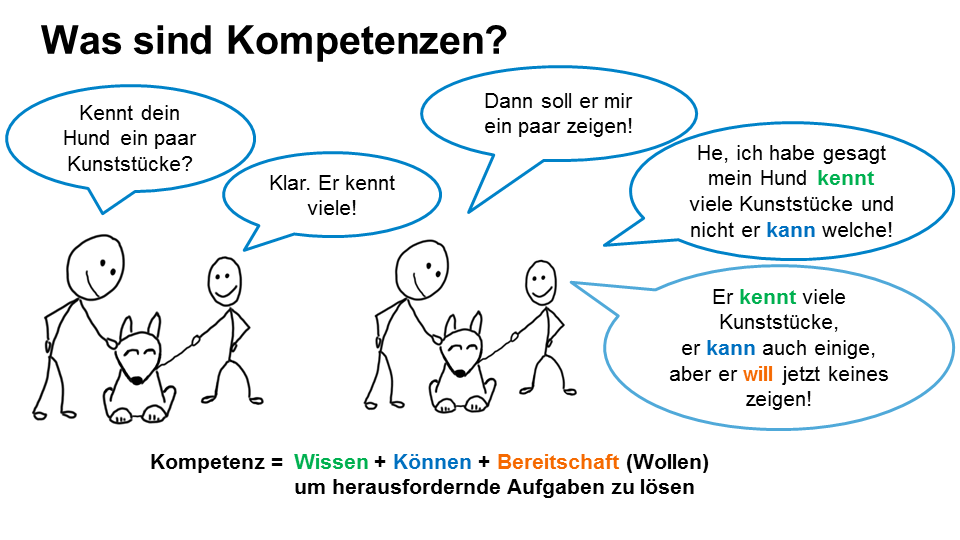 Was sind Kompetenzen?
Kennt dein
Hund ein paar
Kunststücke?
Klar. Er kennt
viele!
Dann soll er mir
ein paar zeigen!
He, ich habe gesagt
mein Hund kennt
viele Kunststücke und
nicht er kann welche!
Er kennt viele
Kunststücke,
er kann auch einige,
aber er will jetzt keines
zeigen!
Kompetenz = Wissen + Können + Bereitschaft (Wollen)
um herausfordernde Aufgaben zu lösen